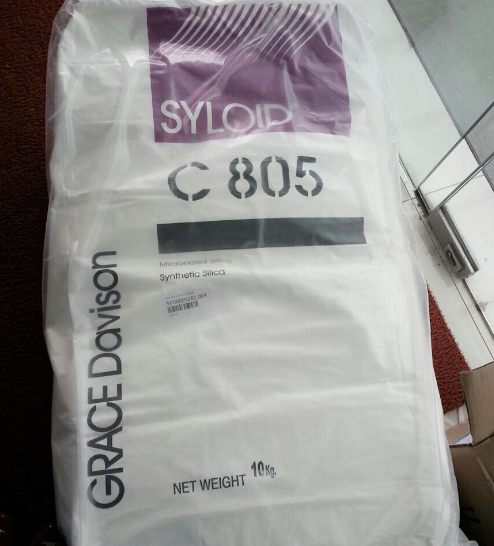 SYLOID
C 805
Micronized Silica
Synthetic Silica
GRACE Davison
NET WEIGHT 10Kg.